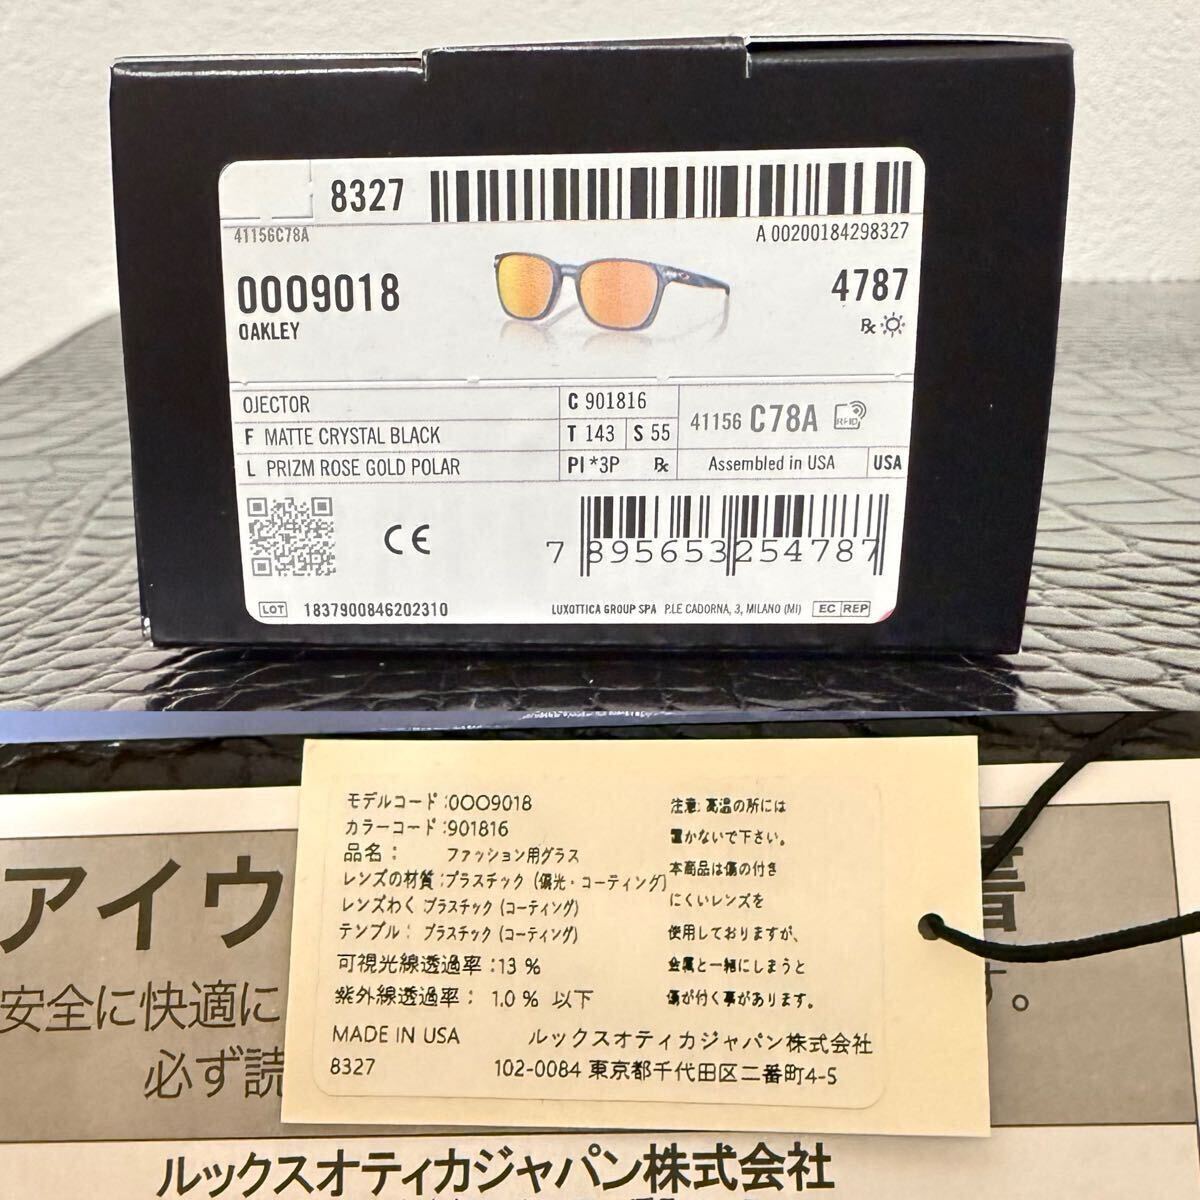 8327
41156C78A
A 00200184298327
0OO9018
OAKLEY
4787
Rx
OJECTOR
C 901816
F MATTE CRYSTAL BLACK
T 143 S 55
41156 C78A
RFID
L PRIZM ROSE GOLD POLAR
PI *3P Rx
Assembled in USA
USA
CE
7 895653 254787
LOT 1837900846202310
LUXOTTICA GROUP SPA P.LE CADORNA, 3, MILANO (MI) EC REP
モデルコード:0OO9018
カラーコード:901816
品名: ファッション用グラス
レンズの材質:プラスチック (偏光・コーティング)
レンズわく プラスチック (コーティング)
テンプル: プラスチック (コーティング)
可視光線透過率:13 %
紫外線透過率: 1.0 % 以下
MADE IN USA
8327
注意: 高温の所には
置かないで下さい。
本商品は傷の付き
にくいレンズを
使用しておりますが、
金属と一緒にしまうと
傷が付く事があります。
ルックスオティカジャパン株式会社
102-0084 東京都千代田区二番町4-5
アイウ
書
安全に快適に
す。
必ず読
ルックスオティカジャパン株式会社